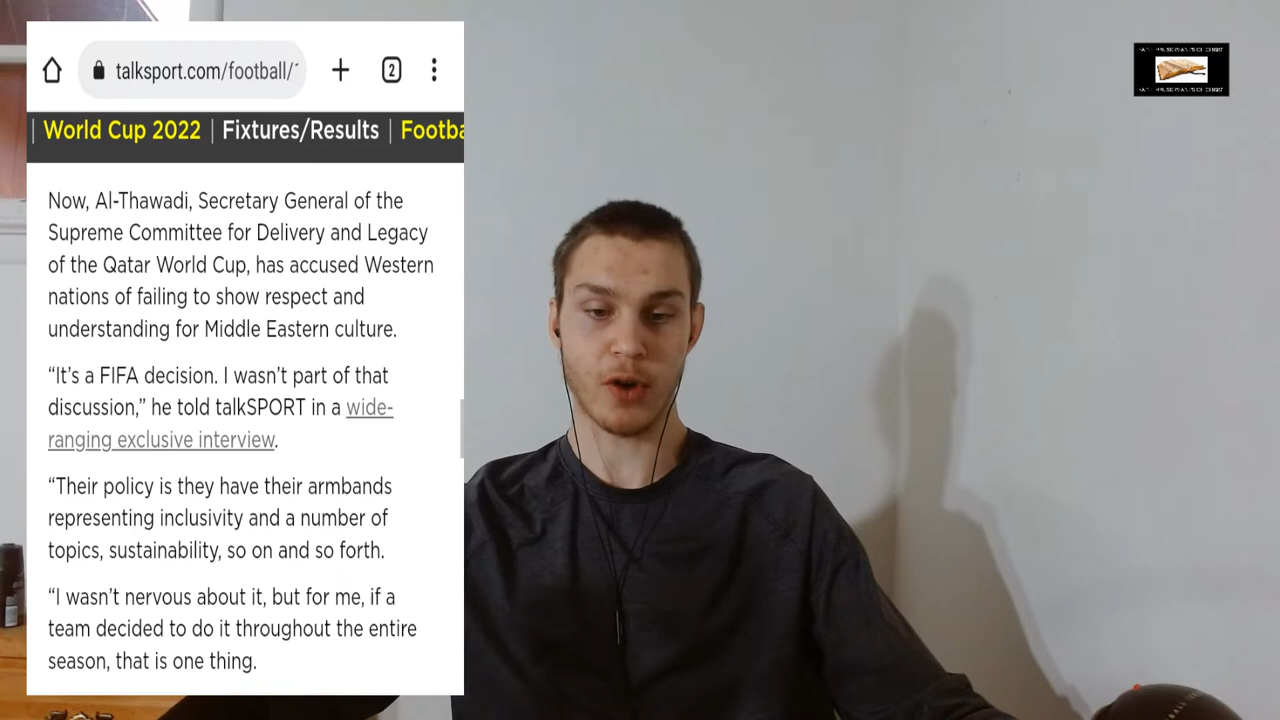 talksport.com/football/
2
| World Cup 2022 | Fixtures/Results | Footba
Now, Al-Thawadi, Secretary General of the
Supreme Committee for Delivery and Legacy
of the Qatar World Cup, has accused Western
nations of failing to show respect and
understanding for Middle Eastern culture.
“It’s a FIFA decision. I wasn’t part of that
discussion,” he told talkSPORT in a wide-
ranging exclusive interview.
“Their policy is they have their armbands
representing inclusivity and a number of
topics, sustainability, so on and so forth.
“I wasn’t nervous about it, but for me, if a
team decided to do it throughout the entire
season, that is one thing.